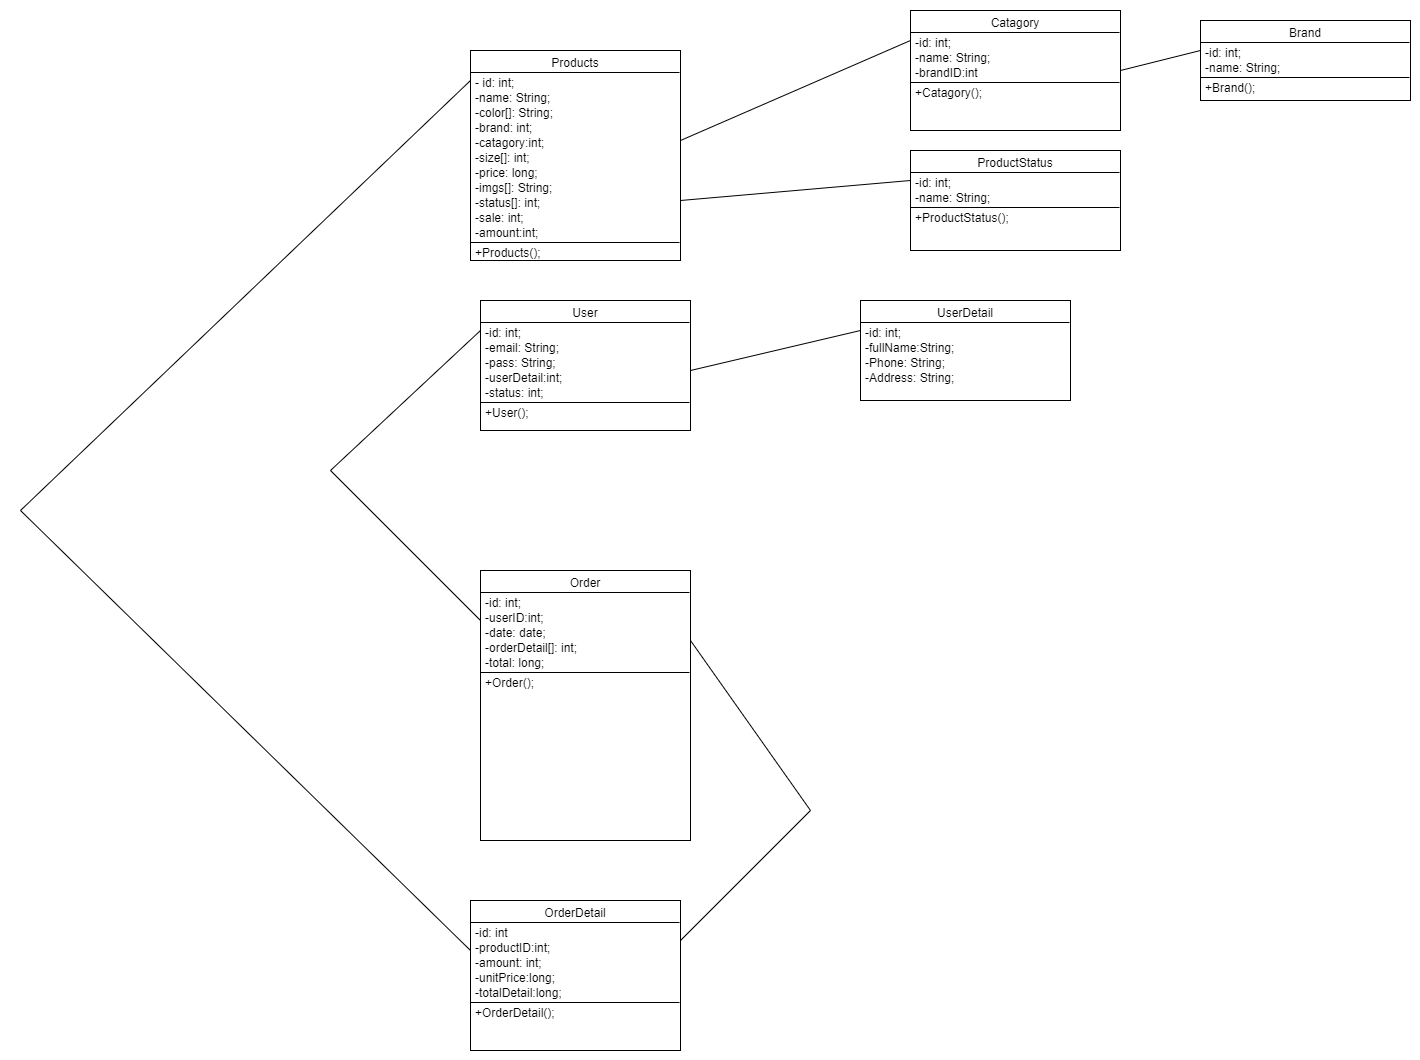 Products
- id: int;
-name: String;
-color[]: String;
-brand: int;
-catagory:int;
-size[]: int;
-price: long;
-imgs[]: String;
-status[]: int;
-sale: int;
-amount:int;
+Products();
Catagory
-id: int;
-name: String;
-brandID:int
+Catagory();
Brand
-id: int;
-name: String;
+Brand();
ProductStatus
-id: int;
-name: String;
+ProductStatus();
User
-id: int;
-email: String;
-pass: String;
-userDetail:int;
-status: int;
+User();
UserDetail
-id: int;
-fullName:String;
-Phone: String;
-Address: String;
Order
-id: int;
-userID:int;
-date: date;
-orderDetail[]: int;
-total: long;
+Order();
OrderDetail
-id: int
-productID:int;
-amount: int;
-unitPrice:long;
-totalDetail:long;
+OrderDetail();